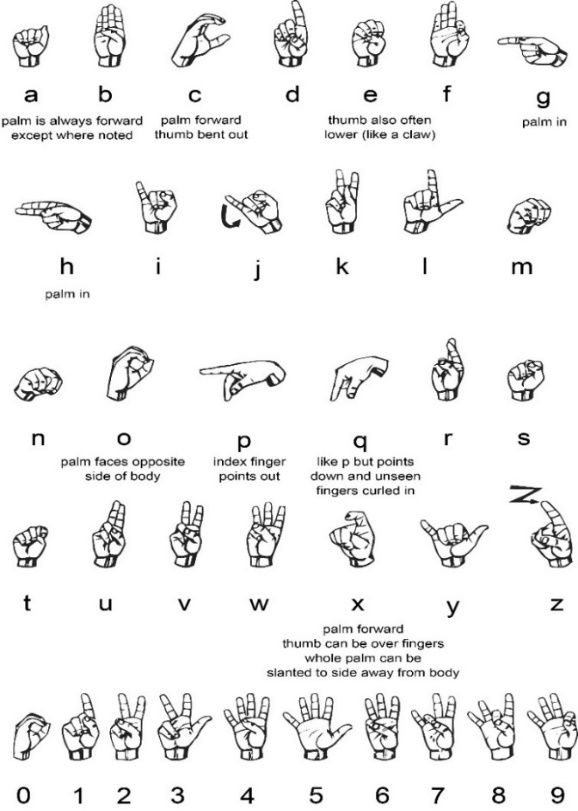 a b c d e f g
palm is always forward
except where noted
palm forward
thumb bent out
thumb also often
lower (like a claw)
palm in
h i j k l m
palm in
n o p q r s
palm faces opposite
side of body
index finger
points out
like p but points
down and unseen
fingers curled in
Z
t u v w x y z
palm forward
thumb can be over fingers
whole palm can be
slanted to side away from body
0 1 2 3 4 5 6 7 8 9